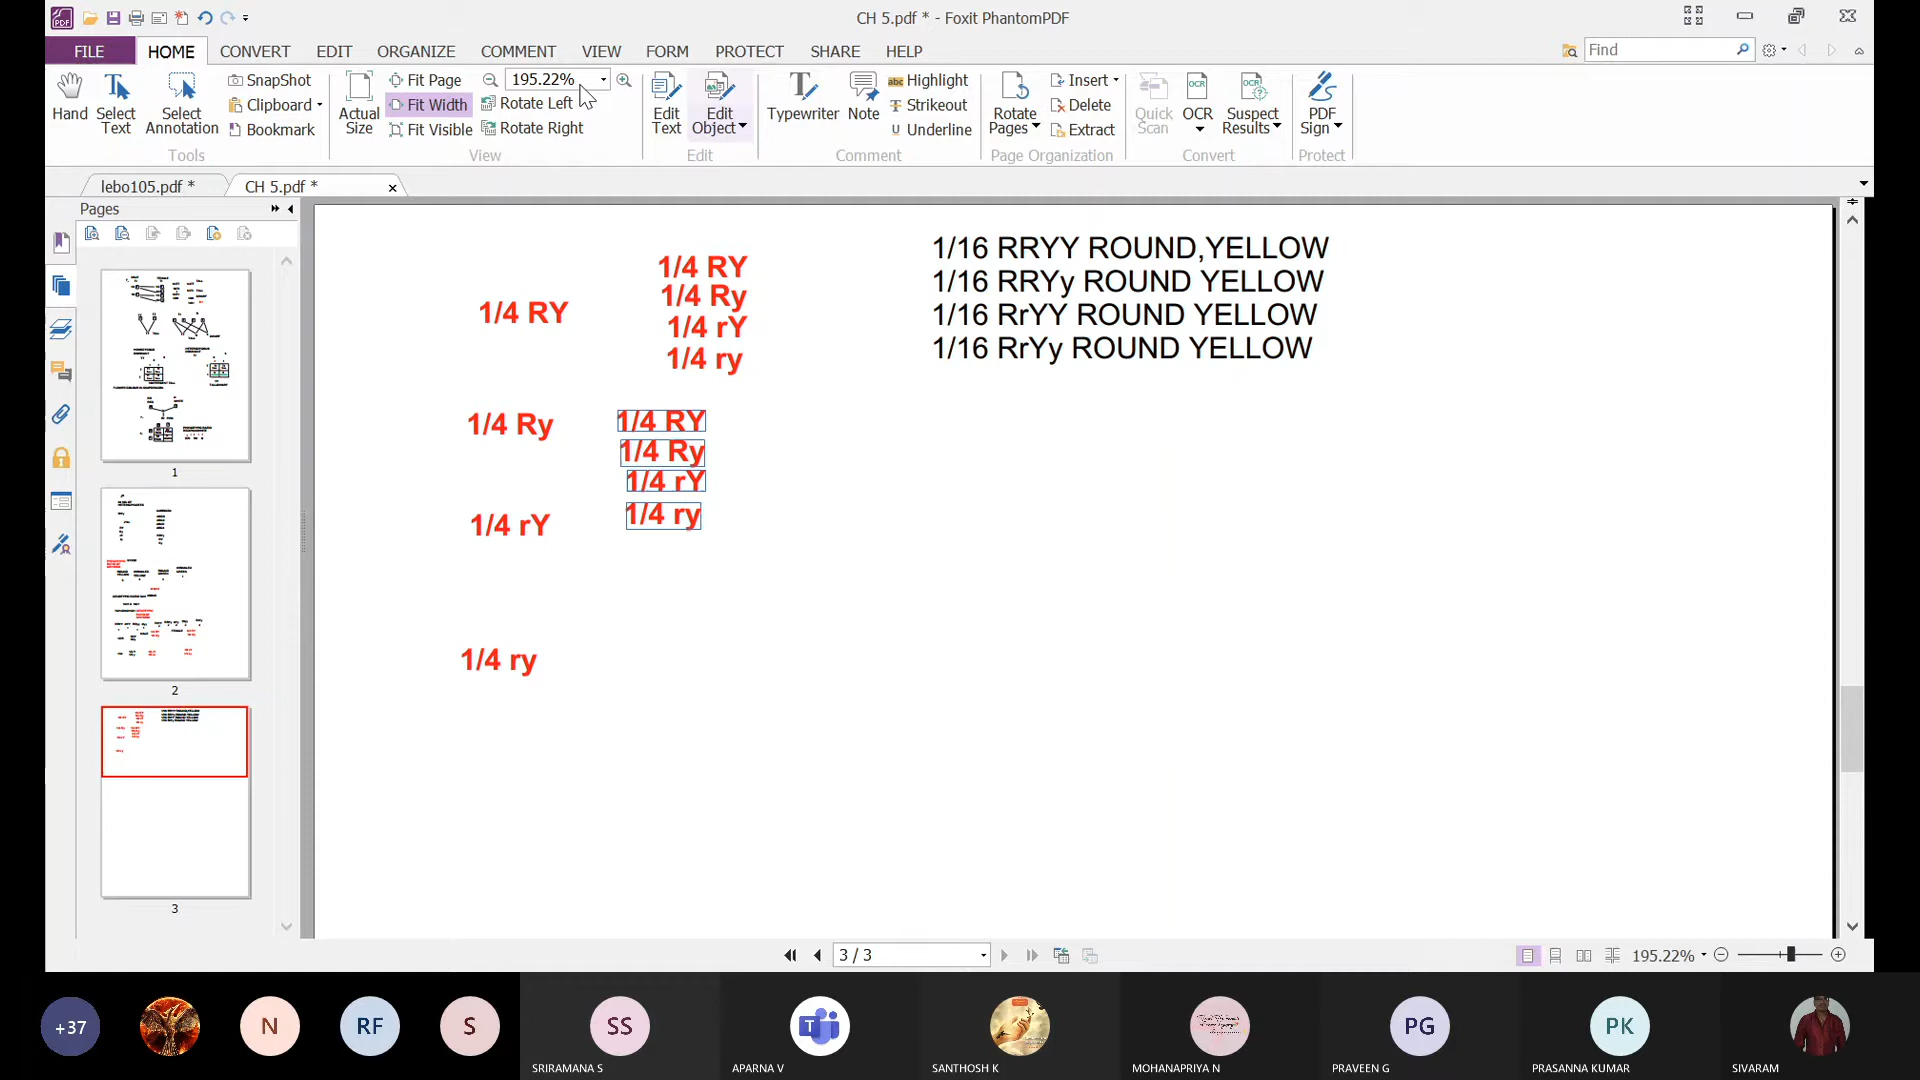 CH 5.pdf * - Foxit PhantomPDF
FILE HOME CONVERT EDIT ORGANIZE COMMENT VIEW FORM PROTECT SHARE HELP Find
Hand Select Text Select Annotation SnapShot Clipboard Bookmark
Actual Size Fit Page Fit Width Fit Visible 195.22% Rotate Left Rotate Right
Edit Text Edit Object Typewriter Note Highlight Strikeout Underline
Rotate Pages Insert Delete Extract Quick Scan OCR Suspect Results PDF Sign
Tools View Edit Comment Page Organization Convert Protect
lebo105.pdf * CH 5.pdf *
Pages
1
2
3
1/4 RY
1/4 RY
1/4 Ry
1/4 rY
1/4 ry
1/16 RRYY ROUND,YELLOW
1/16 RRYy ROUND YELLOW
1/16 RrYY ROUND YELLOW
1/16 RrYy ROUND YELLOW
1/4 Ry
1/4 RY
1/4 Ry
1/4 rY
1/4 ry
1/4 rY
1/4 ry
3 / 3 195.22%
+37 N RF S SS T PG PK
SRIRAMANA S APARNA V SANTHOSH K MOHANAPRIYA N PRAVEEN G PRASANNA KUMAR SIVARAM